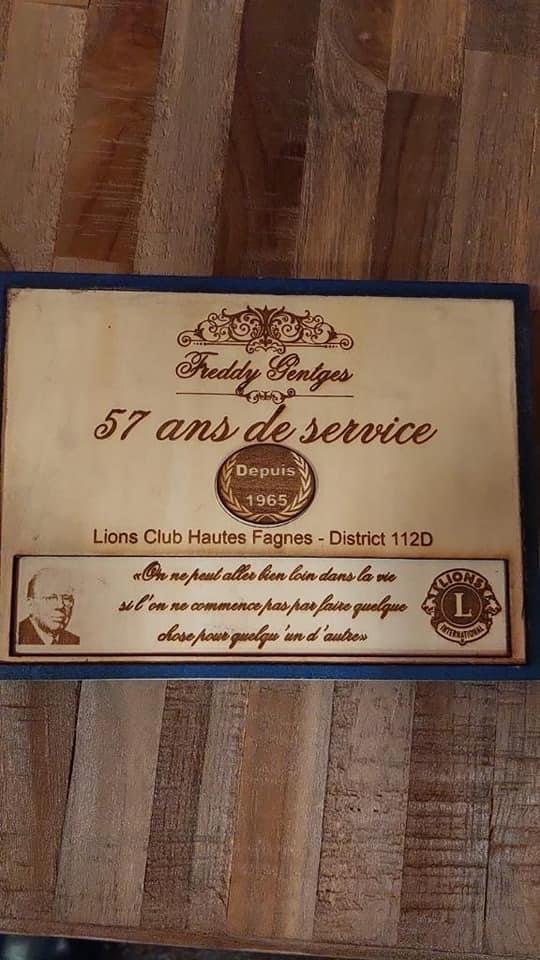 Freddy Gentges
57 ans de service
Depuis
1965
Lions Club Hautes Fagnes - District 112D
«On ne peut aller bien loin dans la vie
si l'on ne commence pas par faire quelque
chose pour quelqu'un d'autre»
LIONS
L
INTERNATIONAL